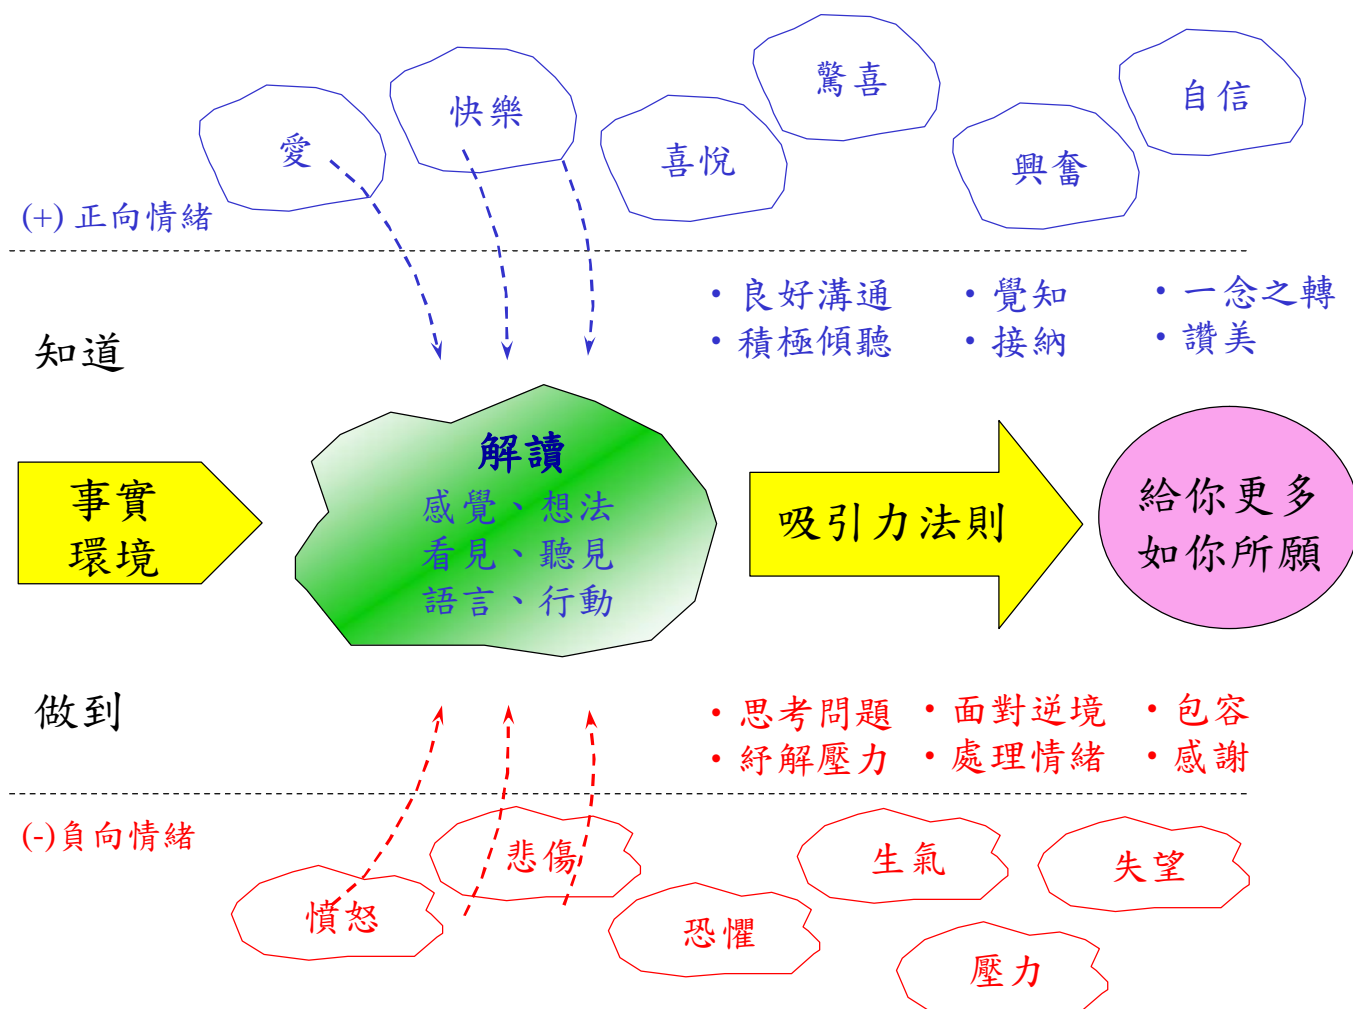 驚喜
自信
快樂
愛
喜悅
興奮
(+) 正向情緒
・良好溝通
・覺知
・一念之轉
・積極傾聽
・接納
・讚美
知道
解讀
感覺、想法
看見、聽見
語言、行動
事實
環境
吸引力法則
給你更多
如你所願
做到
・思考問題
・面對逆境
・包容
・紓解壓力
・處理情緒
・感謝
(-)負向情緒
悲傷
生氣
失望
憤怒
恐懼
壓力